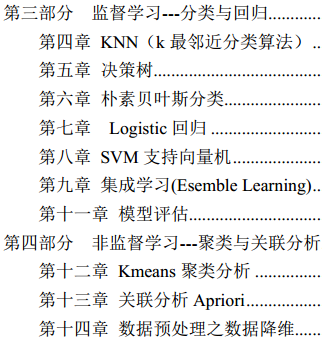 第三部分 监督学习---分类与回归............
第四章 KNN（k 最邻近分类算法）..
第五章 决策树.................................
第六章 朴素贝叶斯分类...................
第七章 Logistic 回归 ......................
第八章 SVM 支持向量机..................
第九章 集成学习(Esemble Learning)..
第十一章 模型评估..........................
第四部分 非监督学习---聚类与关联分析
第十二章 Kmeans 聚类分析 ..............
第十三章 关联分析 Apriori................
第十四章 数据预处理之数据降维......